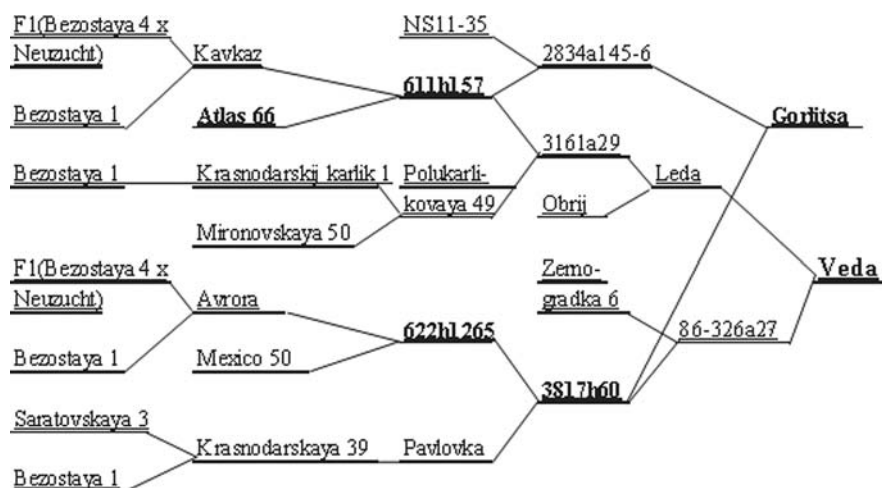 F1(Bezostaya 4 x
Neuzucht)
Kavkaz
NS11-35
2834a145-6
Bezostaya 1
Atlas 66
611h157
Gorlitsa
3161a29
Bezostaya 1
Krasnodarskij karlik 1
Polukarli-
kovaya 49
Leda
Mironovskaya 50
Obrij
F1(Bezostaya 4 x
Neuzucht)
Avrora
Zerno-
gradka 6
Veda
622h1265
86-326a27
Bezostaya 1
Mexico 50
3817h60
Saratovskaya 3
Krasnodarskaya 39
Pavlovka
Bezostaya 1